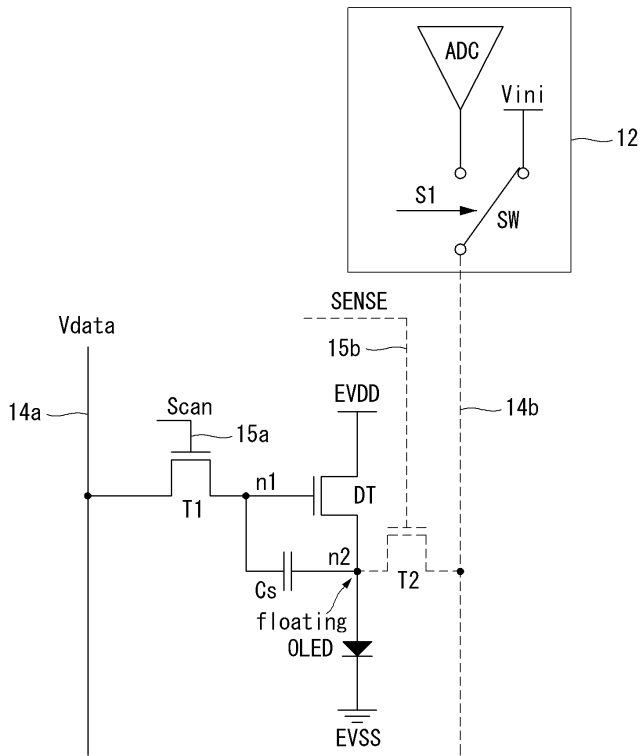 ADC
Vini
12
S1
SW
SENSE
Vdata
15b
EVDD
14a
Scan
15a
14b
n1
DT
T1
n2
T2
Cs
floating
OLED
EVSS